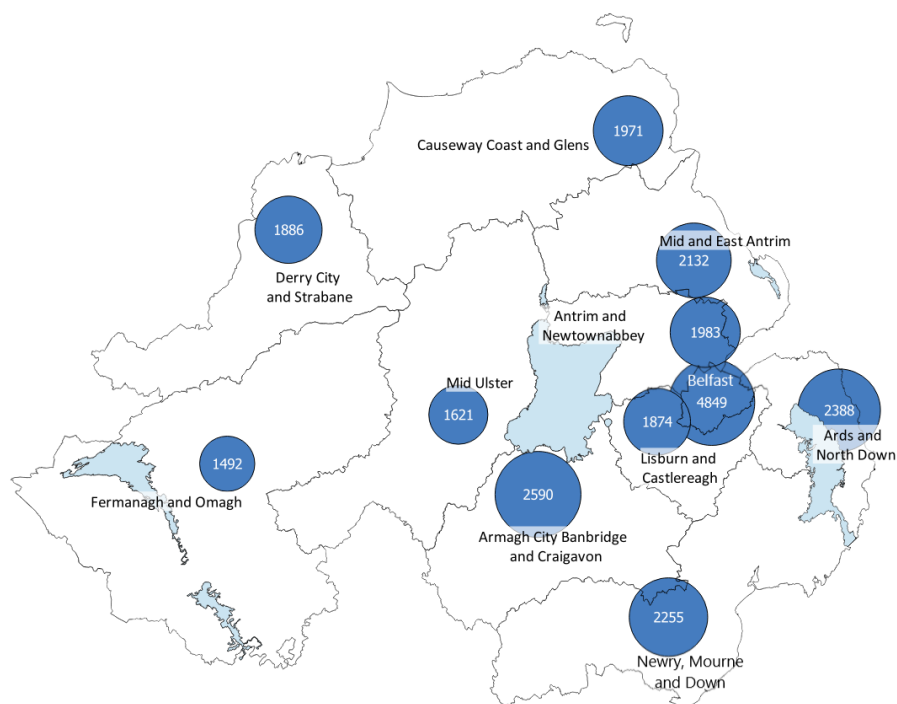 1971
Causeway Coast and Glens
1886
Derry City
and Strabane
Mid and East Antrim
2132
Antrim and
Newtownabbey
1983
Belfast
4849
Mid Ulster
1621
1874
Lisburn and
Castlereagh
2388
Ards and
North Down
1492
Fermanagh and Omagh
2590
Armagh City Banbridge
and Craigavon
2255
Newry, Mourne
and Down